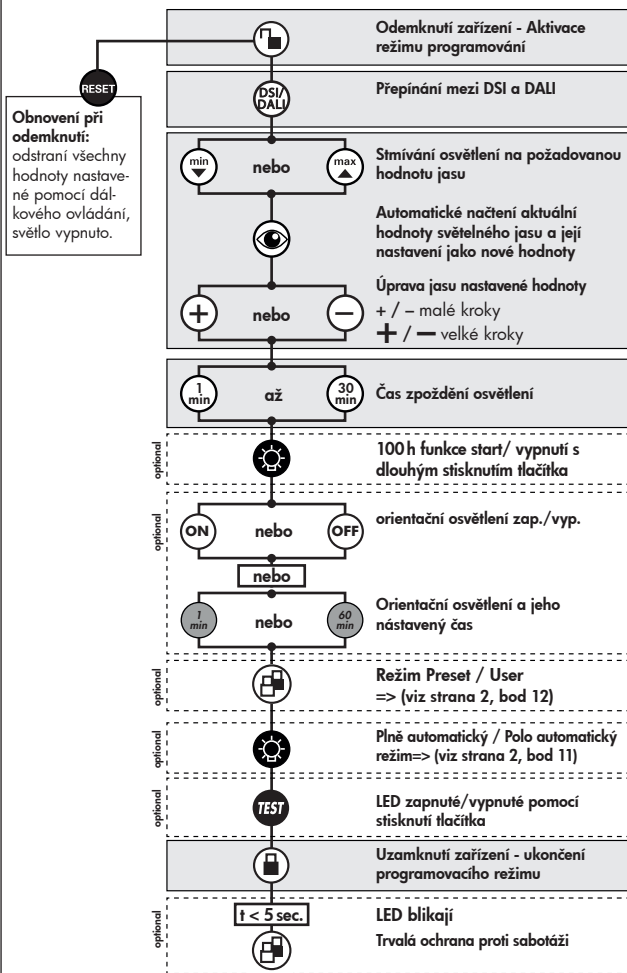 Odemknutí zařízení - Aktivace
režimu programování
RESET
Obnovení při
odemknutí:
odstraní všechny
hodnoty nastave-
né pomocí dál-
kového ovládání,
světlo vypnuto.
DSI/
DALI
Přepínání mezi DSI a DALI
min
nebo
max
Stmívání osvětlení na požadovanou
hodnotu jasu
Automatické načtení aktuální
hodnoty světelného jasu a její
nastavení jako nové hodnoty
+
nebo
−
Úprava jasu nastavené hodnoty
+ / – malé kroky
+ / — velké kroky
1
min
až
30
min
Čas zpoždění osvětlení
optional
100 h funkce start/ vypnutí s
dlouhým stisknutím tlačítka
optional
ON
nebo
OFF
orientační osvětlení zap./vyp.
nebo
1
min
nebo
60
min
Orientační osvětlení a jeho
nástavený čas
optional
Režim Preset / User
=> (viz strana 2, bod 12)
optional
Plně automatický / Polo automatický
režim=> (viz strana 2, bod 11)
optional
TEST
LED zapnuté/vypnuté pomocí
stisknutí tlačítka
Uzamknutí zařízení - ukončení
programovacího režimu
optional
t < 5 sec.
LED blikají
Trvalá ochrana proti sabotáži